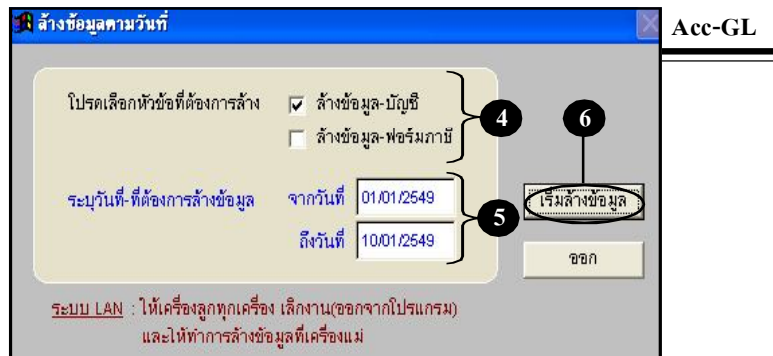 ล้างข้อมูลตามวันที่
Acc-GL
โปรดเลือกหัวข้อที่ต้องการล้าง
ล้างข้อมูล-บัญชี
ล้างข้อมูล-ฟอร์มภาษี
4
6
ระบุวันที่-ที่ต้องการล้างข้อมูล
จากวันที่ 01/01/2549
ถึงวันที่ 10/01/2549
5
เริ่มล้างข้อมูล
ออก
ระบบ LAN : ให้เครื่องลูกทุกเครื่อง เลิกงาน(ออกจากโปรแกรม)
และให้ทำการล้างข้อมูลที่เครื่องแม่